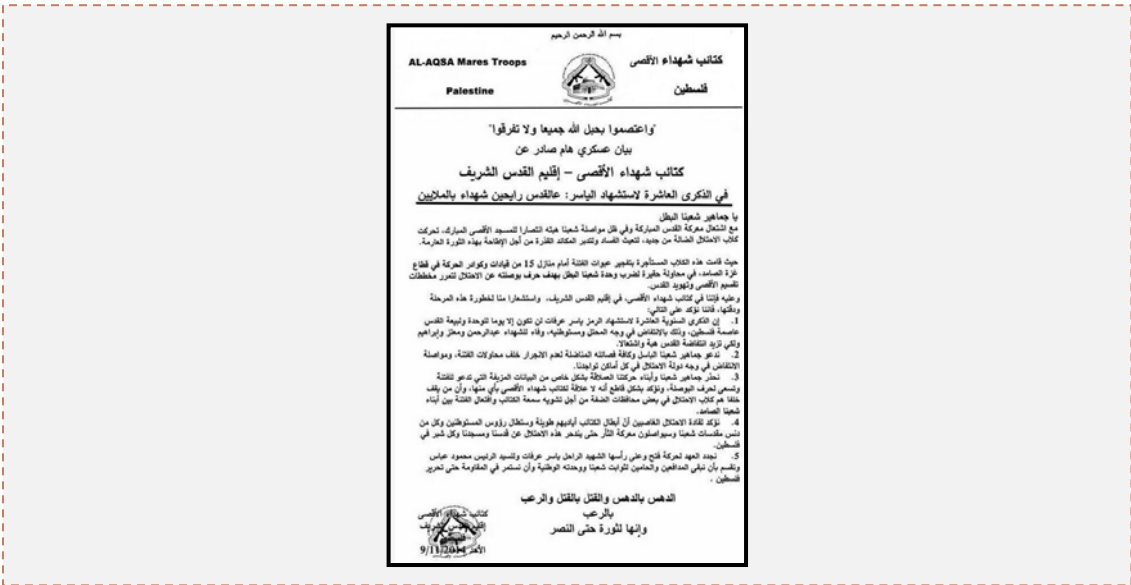 بسم الله الرحمن الرحيم
كتائب شهداء الأقصى
AL-AQSA Mares Troops
فلسطين
Palestine
"واعتصموا بحبل الله جميعا ولا تفرقوا"
بيان عسكري هام صادر عن
كتائب شهداء الأقصى – إقليم القدس الشريف
في الذكرى العاشرة لاستشهاد الياسر: عالقدس رايحين شهداء بالملايين
يا جماهير شعبنا البطل
مع اشتعال معركة القدس المباركة وفي ظل مواصلة شعبنا هبته انتصارا للمسجد الأقصى المبارك، تحركت
كلاب الاحتلال الضالة من جديد، لتعيث الفساد وتتدبر المكائد القذرة من أجل الإطاحة بهذه الثورة العارمة.
حيث قامت هذه الكلاب المستأجرة بتفجير عبوات الفتنة أمام منازل 15 من قيادات وكوادر الحركة في قطاع
غزة الصامد، في محاولة حقيرة لضرب وحدة شعبنا البطل بهدف حرف بوصلته عن الاحتلال لتمرر مخططات
تقسيم الأقصى وتهويد القدس.
وعليه فإننا في كتائب شهداء الأقصى، في إقليم القدس الشريف، واستشعارا منا لخطورة هذه المرحلة
ودقتها، فاننا نؤكد على التالي:
1. إن الذكرى السنوية العاشرة لاستشهاد الرمز ياسر عرفات لن تكون إلا يوما للوحدة ولبيعة القدس
عاصمة فلسطين، وذلك بالانتفاض في وجه المحتل ومستوطنيه، وفاء للشهداء عبدالرحمن ومعتز وإبراهيم
ولكي تزيد انتفاضة القدس هبة واشتعالا.
2. ندعو جماهير شعبنا الباسل وكافة فصائله المناضلة لعدم الانجرار خلف محاولات الفتنة، ومواصلة
الانتفاض في وجه دولة الاحتلال في كل أماكن تواجدنا.
3. نحذر جماهير شعبنا وأبناء حركتنا العملاقة بشكل خاص من البيانات المزيفة التي تدعو للفتنة
وتسعى لحرف البوصلة، ونؤكد بشكل قاطع أنه لا علاقة لكتائب شهداء الأقصى بأي منها، وأن من يقف
خلفا هم كلاب الإحتلال في بعض محافظات الضفة من أجل تشويه سمعة الكتائب وافتعال الفتنة بين أبناء
شعبنا الصامد.
4. نؤكد لقادة الاحتلال الغاصبين أنّ أبطال الكتائب أياديهم طويلة وستطال رؤوس المستوطنين وكل من
دنس مقدسات شعبنا وسيواصلون معركة الثأر حتى يندحر هذه الاحتلال عن قدسنا ومسجدنا وكل شبر في
فلسطين.
5. نجدد العهد لحركة فتح وعلى رأسها الشهيد الراحل ياسر عرفات وللسيد الرئيس محمود عباس
ونقسم بأن نبقى المدافعين والحامين لثوابت شعبنا ووحدته الوطنية وأن نستمر في المقاومة حتى تحرير
فلسطين .
الدهس بالدهس والقتل بالقتل والرعب
بالرعب
وإنها لثورة حتى النصر
كتائب شهداء الأقصى
إقليم القدس الشريف
الأحد 9/11/2014